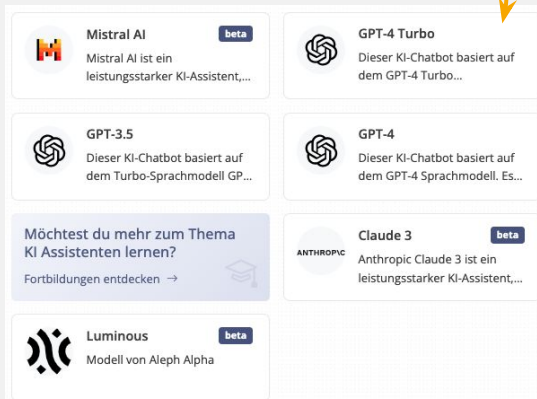 Mistral AI
beta
Mistral AI ist ein
leistungsstarker KI-Assistent,...
GPT-4 Turbo
Dieser KI-Chatbot basiert auf
dem GPT-4 Turbo...
GPT-3.5
Dieser KI-Chatbot basiert auf
dem Turbo-Sprachmodell GP...
GPT-4
Dieser KI-Chatbot basiert auf
dem GPT-4 Sprachmodell. Es...
Möchtest du mehr zum Thema
KI Assistenten lernen?
Fortbildungen entdecken →
ANTHROP\C
Claude 3
beta
Anthropic Claude 3 ist ein
leistungsstarker KI-Assistent,...
Luminous
beta
Modell von Aleph Alpha